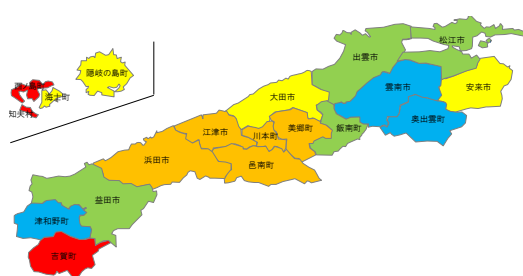 松江市
出雲市
隠岐の島町
安来市
雲南市
海士町
大田市
知夫村
奥出雲町
江津市
美郷町
飯南町
川本町
浜田市
邑南町
益田市
津和野町
吉賀町